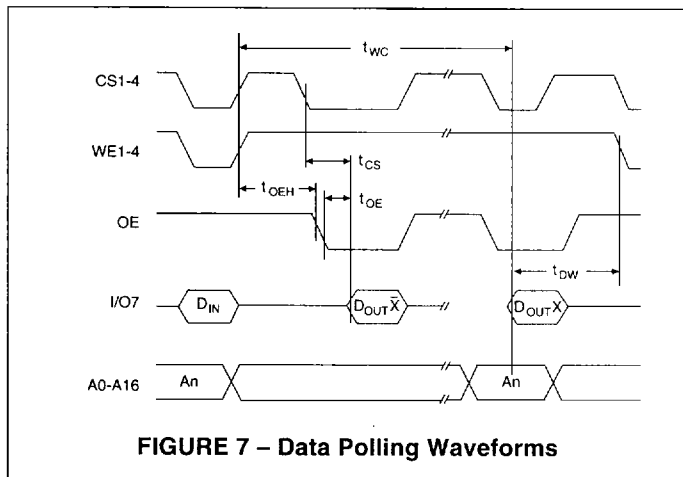 tWC
CS1-4
WE1-4
tCS
tOEH
tOE
OE
tDW
I/O7
DIN
DOUT X̄
DOUT X
A0-A16
An
An
FIGURE 7 – Data Polling Waveforms